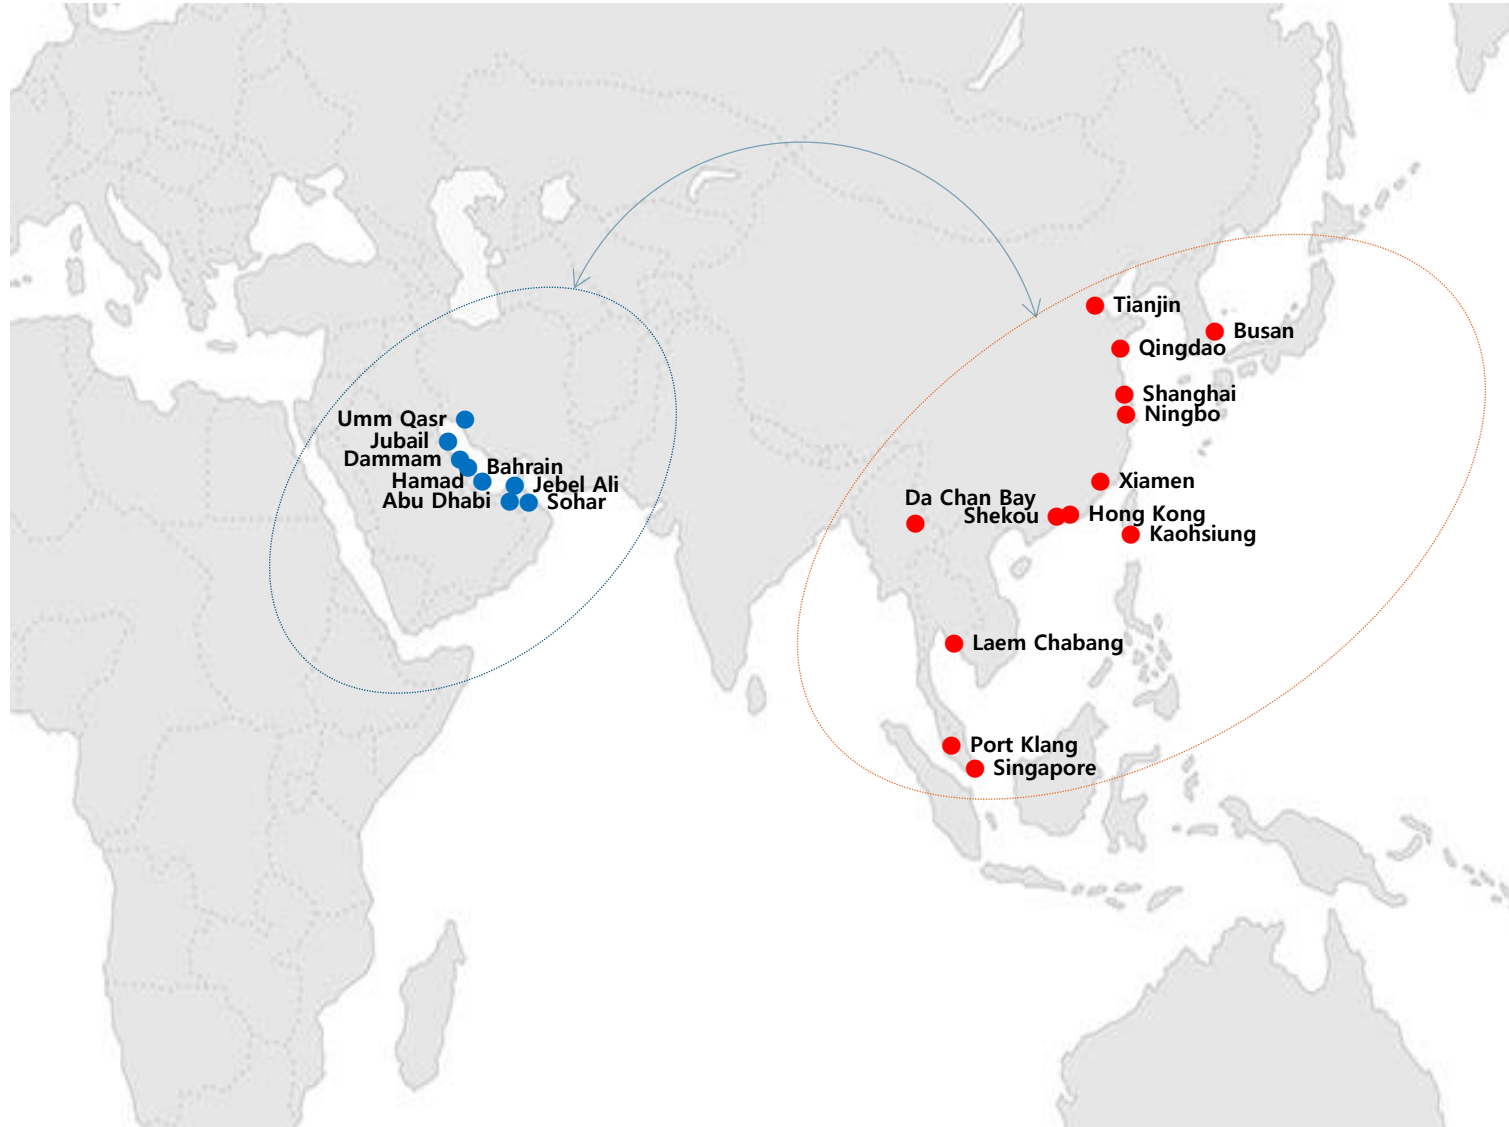 Tianjin
Busan
Qingdao
Shanghai
Ningbo
Umm Qasr
Jubail
Dammam
Bahrain
Hamad
Jebel Ali
Abu Dhabi
Sohar
Xiamen
Da Chan Bay
Shekou
Hong Kong
Kaohsiung
Laem Chabang
Port Klang
Singapore